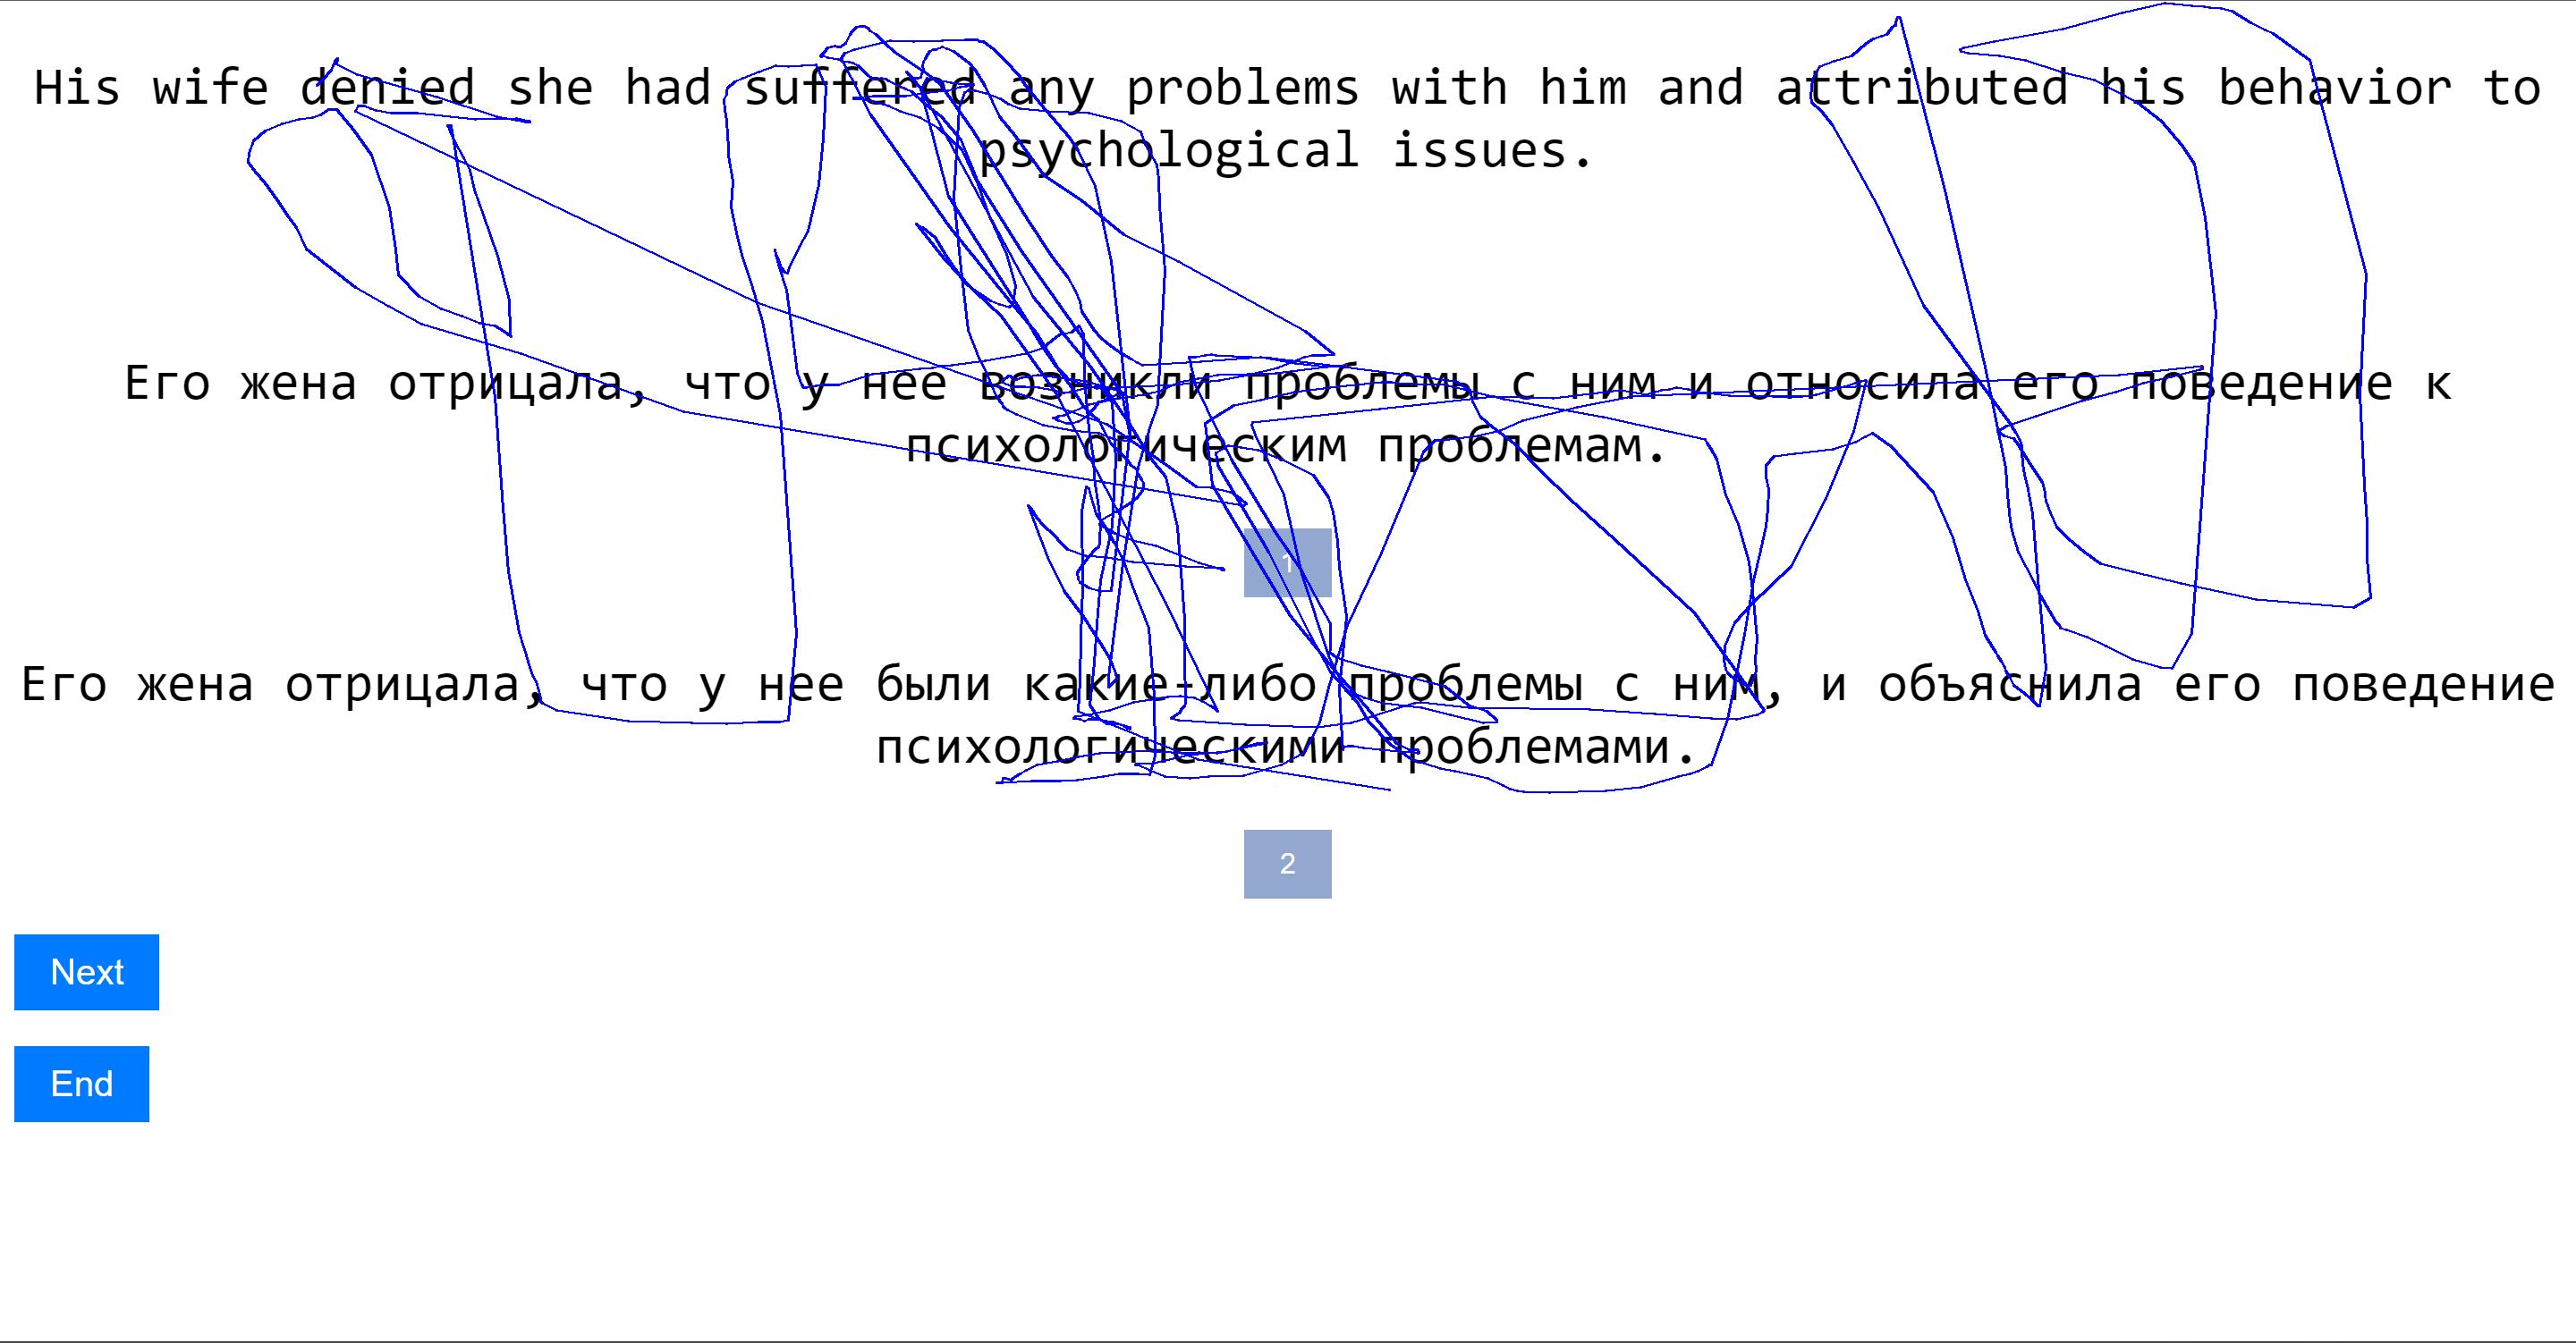 His wife denied she had suffered any problems with him and attributed his behavior to
psychological issues.
Его жена отрицала, что у нее возникли проблемы с ним и относила его поведение к
психологическим проблемам.
1
Его жена отрицала, что у нее были какие-либо проблемы с ним, и объяснила его поведение
психологическими проблемами.
2
Next
End